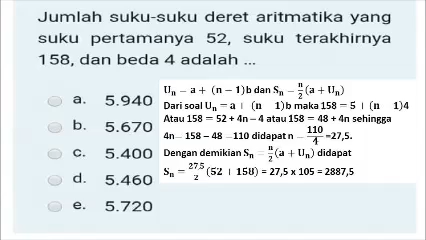 Jumlah suku-suku deret aritmatika yang
suku pertamanya 52, suku terakhirnya
158, dan beda 4 adalah ...
a. 5.940
b. 5.670
c. 5.400
d. 5.460
e. 5.720
Uₙ = a + (n − 1)b dan Sₙ = n/2 (a + Uₙ)
Dari soal Uₙ = a + (n 1)b maka 158 = 5 + (n 1)4
Atau 158 = 52 + 4n – 4 atau 158 = 48 + 4n sehingga
4n= 158 - 48 =110 didapat n = 110/4 =27,5.
Dengan demikian Sₙ = n/2 (a + Uₙ) didapat
Sₙ = 27,5/2 (52 + 158) = 27,5 x 105 = 2887,5